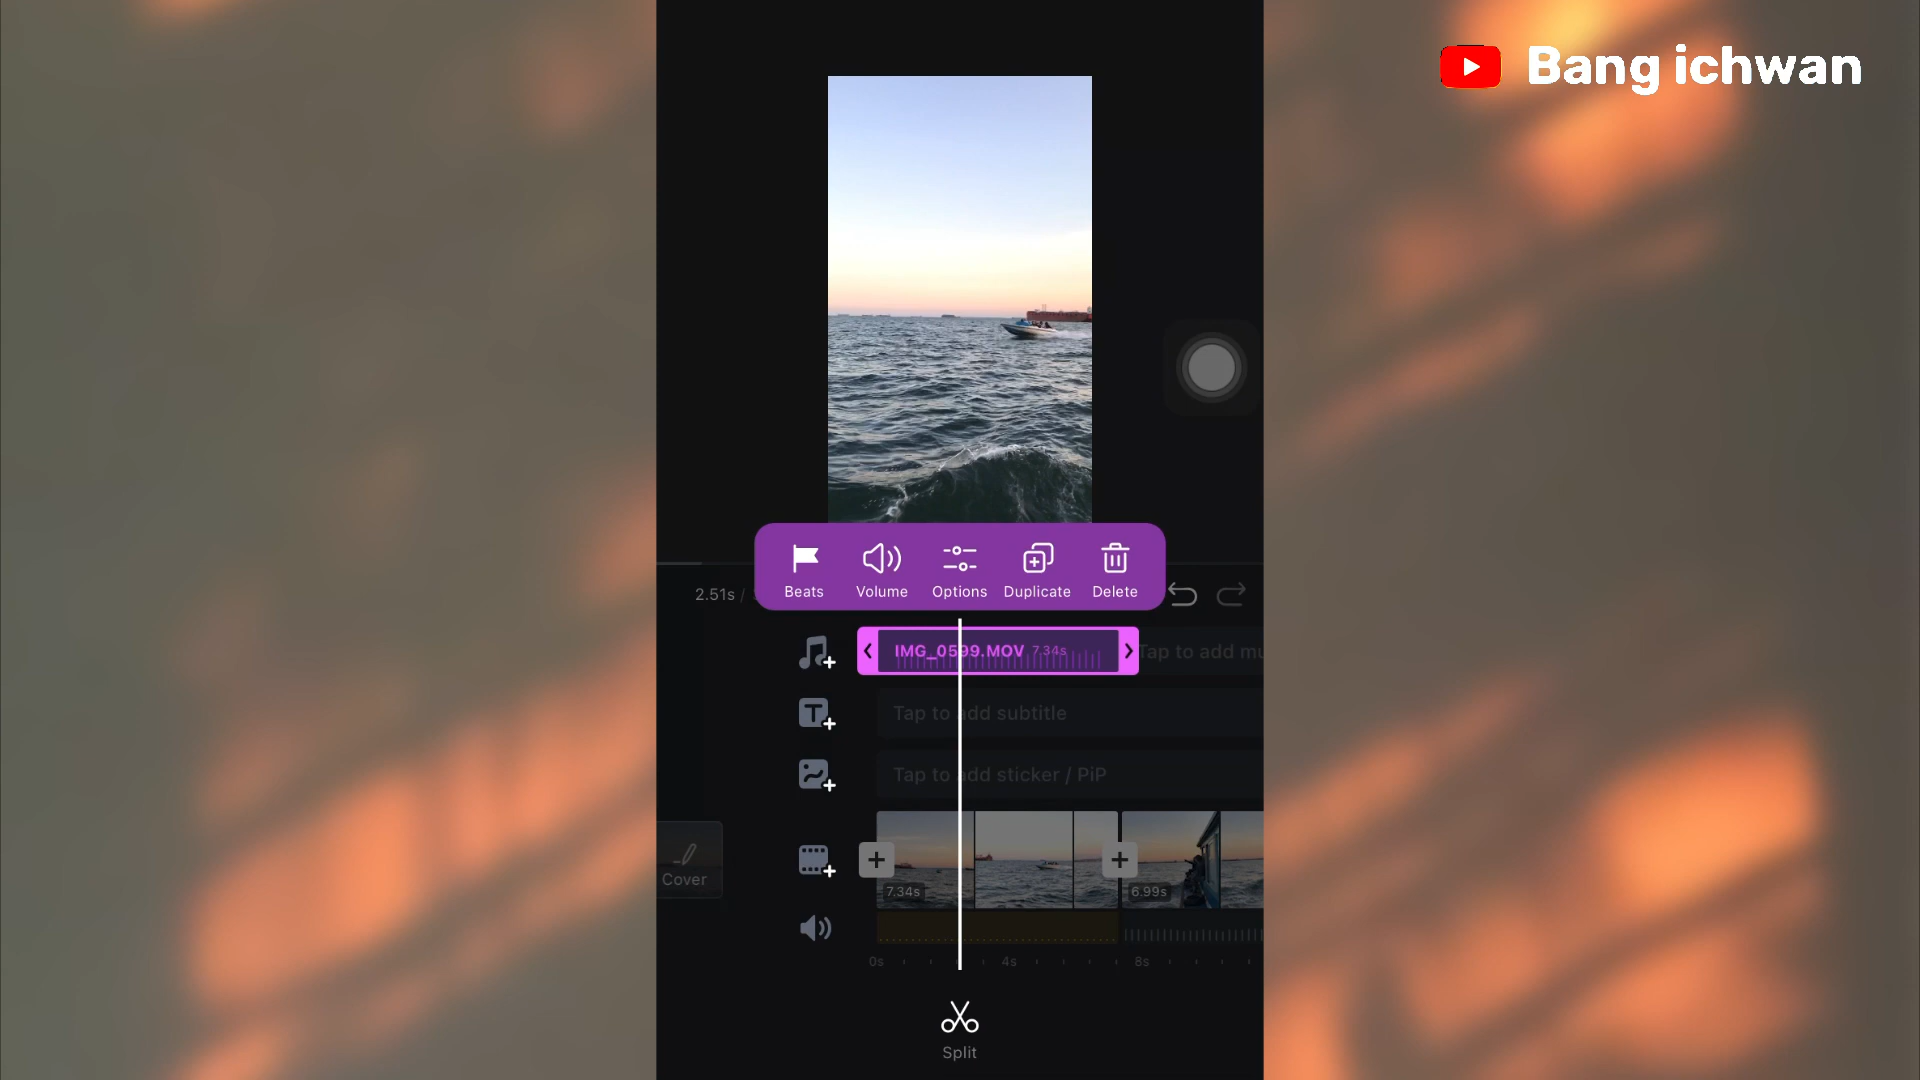 Bang ichwan
Beats
Volume
Options
Duplicate
Delete
2.51s /
IMG_0599.MOV 7.34s
Tap to add mu
Tap to add subtitle
Tap to add sticker / PiP
Cover
7.34s
6.99s
0s
4s
8s
Split